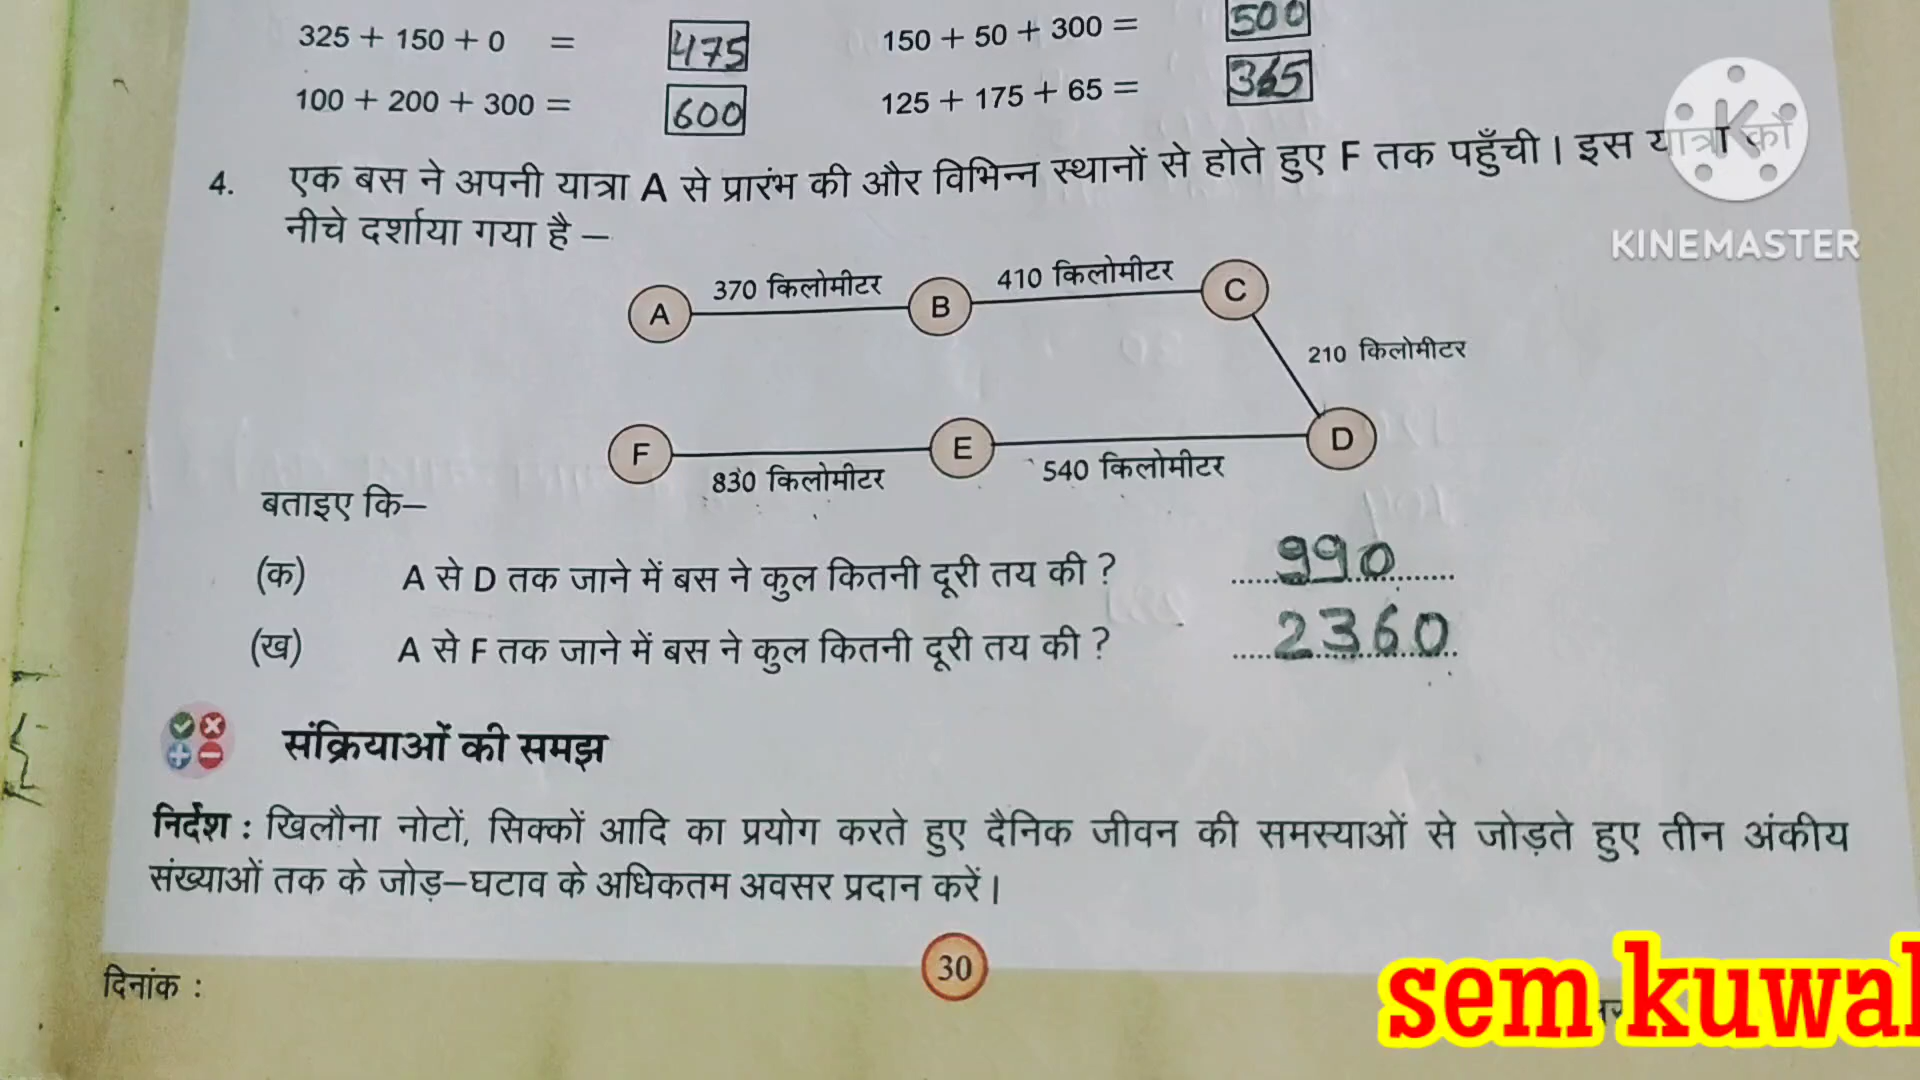 325 + 150 + 0 = 475 150 + 50 + 300 = 500
100 + 200 + 300 = 600 125 + 175 + 65 = 365
4. एक बस ने अपनी यात्रा A से प्रारंभ की और विभिन्न स्थानों से होते हुए F तक पहुँची। इस यात्रा को
नीचे दर्शाया गया है –
KINEMASTER
A 370 किलोमीटर B 410 किलोमीटर C
210 किलोमीटर
F 830 किलोमीटर E 540 किलोमीटर D
बताइए कि–
(क) A से D तक जाने में बस ने कुल कितनी दूरी तय की ? 990
(ख) A से F तक जाने में बस ने कुल कितनी दूरी तय की ? 2360
संक्रियाओं की समझ
निर्देश : खिलौना नोटों, सिक्कों आदि का प्रयोग करते हुए दैनिक जीवन की समस्याओं से जोड़ते हुए तीन अंकीय
संख्याओं तक के जोड़–घटाव के अधिकतम अवसर प्रदान करें।
30
दिनांक :
sem kuwal